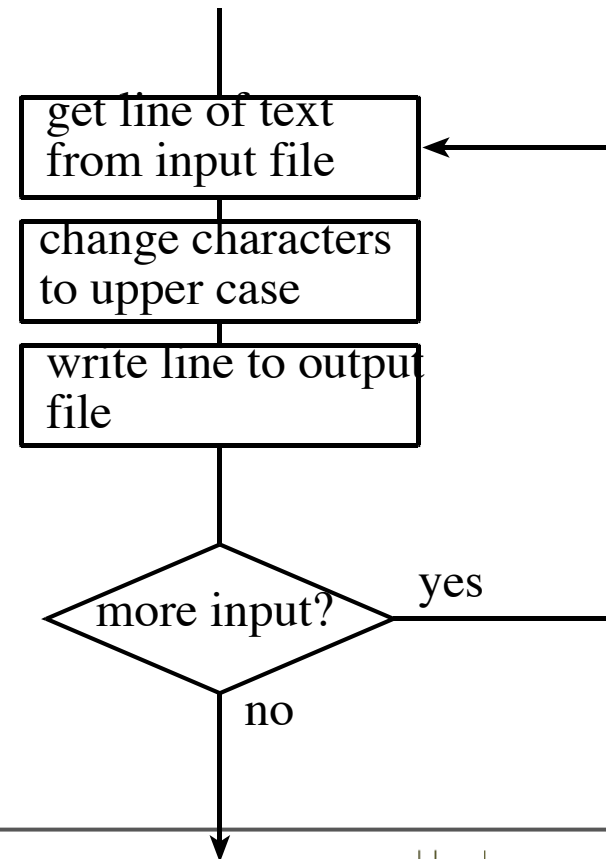 get line of text
from input file
change characters
to upper case
write line to output
file
more input?
yes
no